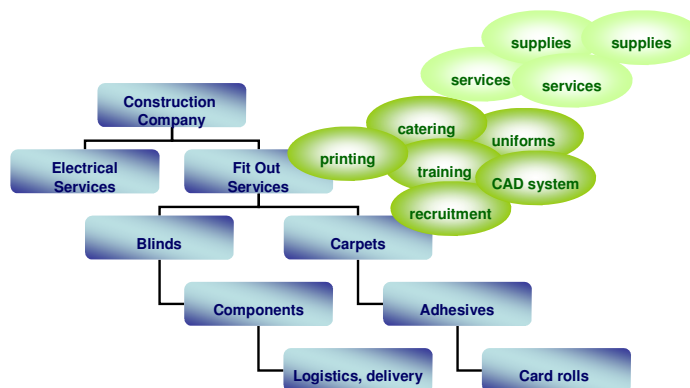 supplies
supplies
services
services
Construction
Company
catering
uniforms
printing
training
CAD system
recruitment
Electrical
Services
Fit Out
Services
Blinds
Carpets
Components
Adhesives
Logistics, delivery
Card rolls